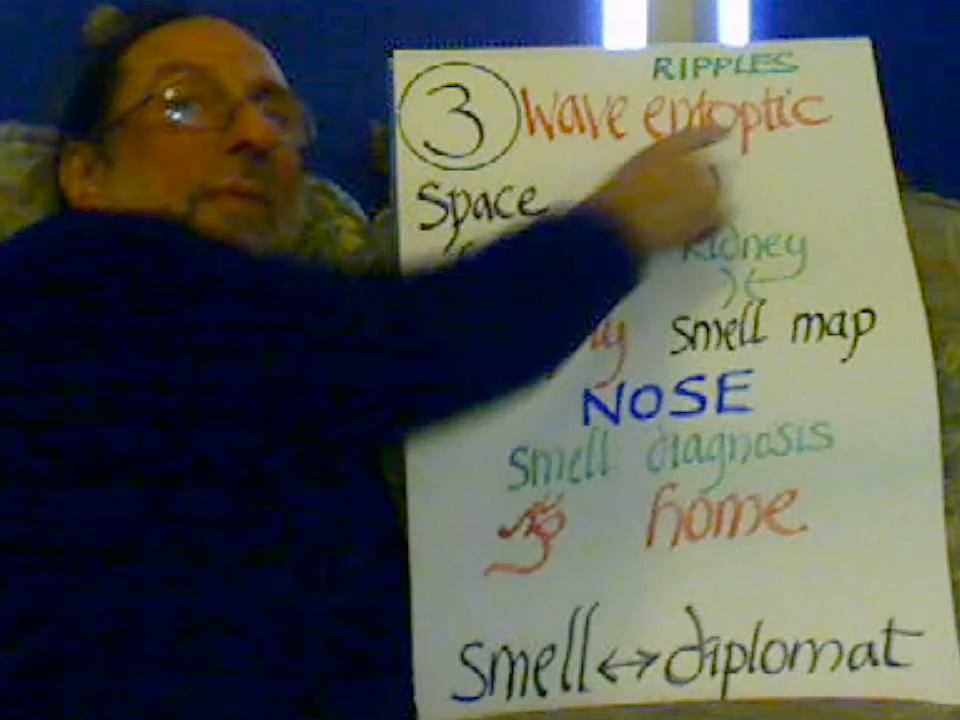 RIPPLES
3 Wave entoptic
Space
Kidney
smell map
NOSE
smell diagnosis
home
smell ↔ diplomat